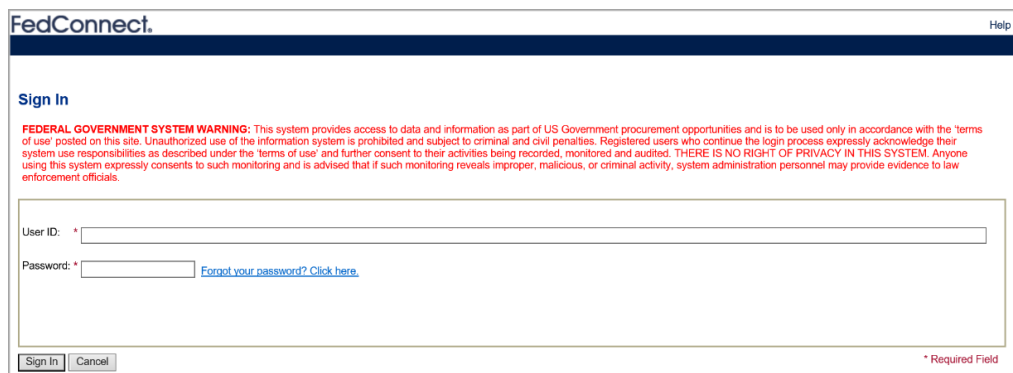 FedConnect.
Help
Sign In
FEDERAL GOVERNMENT SYSTEM WARNING: This system provides access to data and information as part of US Government procurement opportunities and is to be used only in accordance with the 'terms
of use' posted on this site. Unauthorized use of the information system is prohibited and subject to criminal and civil penalties. Registered users who continue the login process expressly acknowledge their
system use responsibilities as described under the 'terms of use' and further consent to their activities being recorded, monitored and audited. THERE IS NO RIGHT OF PRIVACY IN THIS SYSTEM. Anyone
using this system expressly consents to such monitoring and is advised that if such monitoring reveals improper, malicious, or criminal activity, system administration personnel may provide evidence to law
enforcement officials.
User ID: *
Password: * Forgot your password? Click here.
Sign In Cancel * Required Field